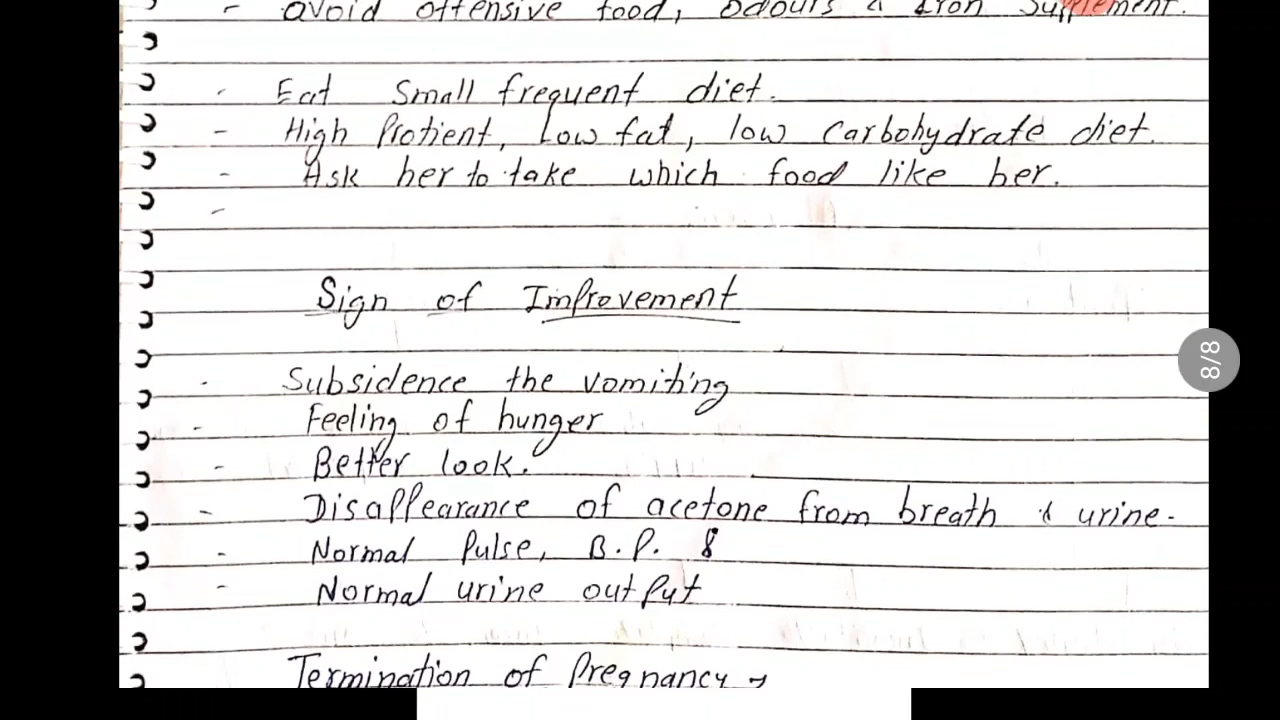 - avoid offensive food, odours & Iron Supplement.
- Eat Small frequent diet.
- High Protient, Low fat, low carbohydrate diet.
- Ask her to take which food like her.
-
Sign of Improvement
- Subsidence the vomiting
- Feeling of hunger
- Better look.
- Disappearance of acetone from breath & urine.
- Normal Pulse, B.P. &
- Normal urine output
Termination of Pregnancy →
8/8